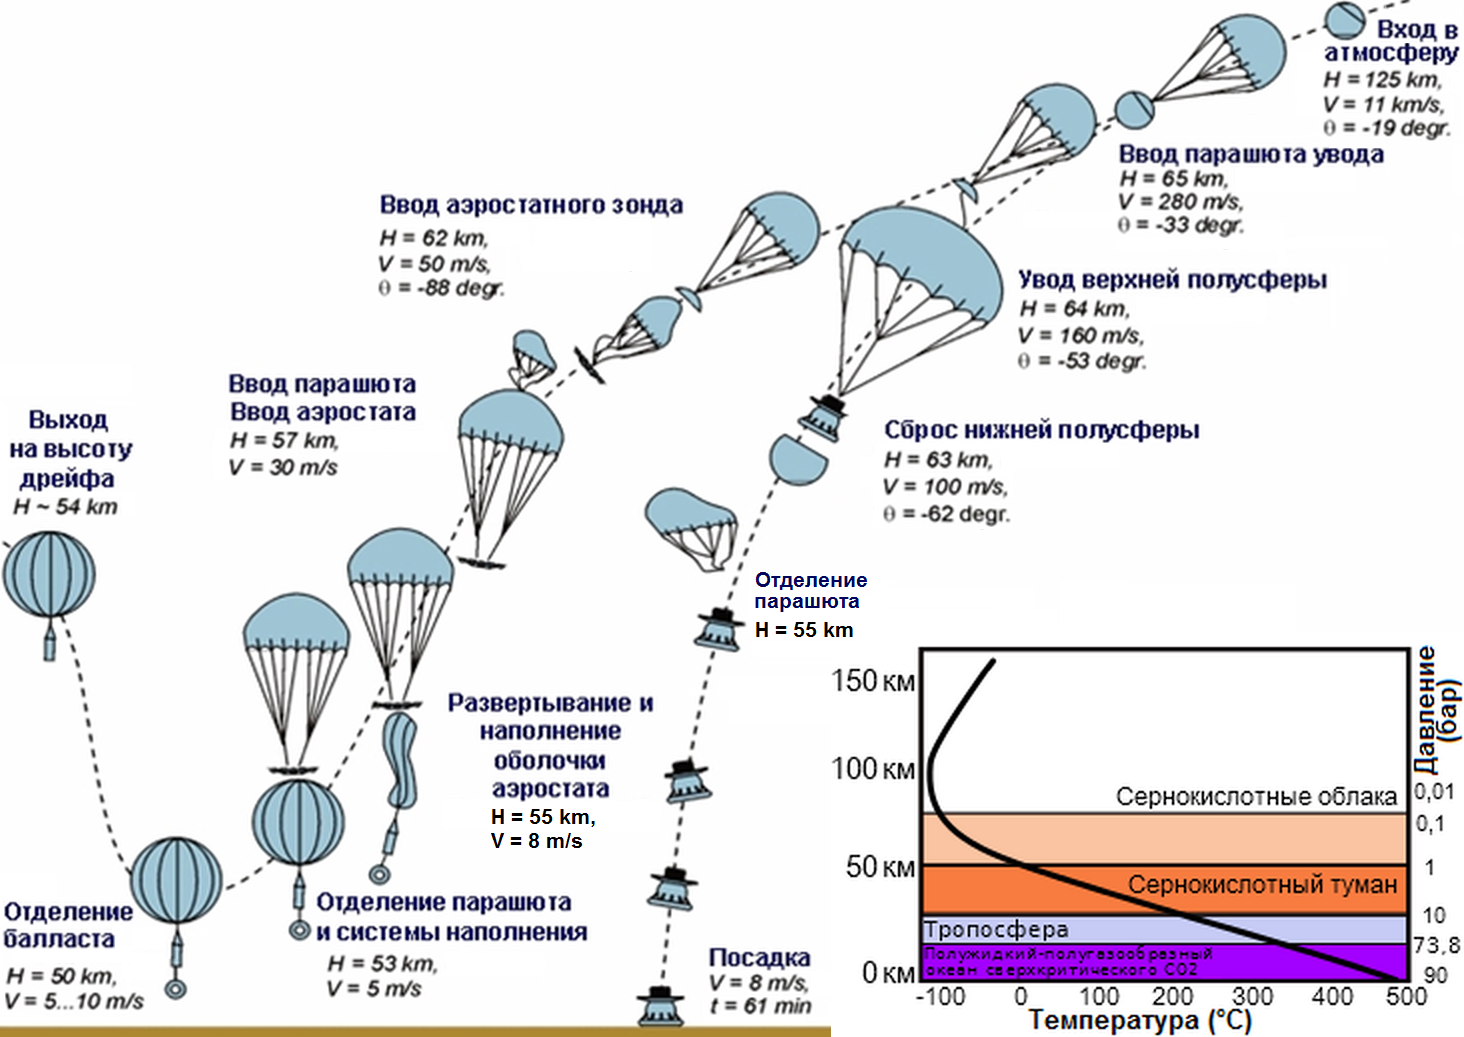 Вход в
атмосферу
H = 125 km,
V = 11 km/s,
θ = -19 degr.
Ввод парашюта увода
H = 65 km,
V = 280 m/s,
θ = -33 degr.
Увод верхней полусферы
H = 64 km,
V = 160 m/s,
θ = -53 degr.
Сброс нижней полусферы
H = 63 km,
V = 100 m/s,
θ = -62 degr.
Отделение
парашюта
H = 55 km
Посадка
V = 8 m/s,
t = 61 min
Ввод аэростатного зонда
H = 62 km,
V = 50 m/s,
θ = -88 degr.
Ввод парашюта
Ввод аэростата
H = 57 km,
V = 30 m/s
Развертывание и
наполнение
оболочки
аэростата
H = 55 km,
V = 8 m/s
Отделение парашюта
и системы наполнения
H = 53 km,
V = 5 m/s
Отделение
балласта
H = 50 km,
V = 5...10 m/s
Выход
на высоту
дрейфа
H ~ 54 km
150 км
100 км
50 км
0 км
Сернокислотные облака
Сернокислотный туман
Тропосфера
Полужидкий-полугазообразный
океан сверхкритического СО2
Давление
(бар)
0,01
0,1
1
10
73,8
90
-100 0 100 200 300 400 500
Температура (°C)